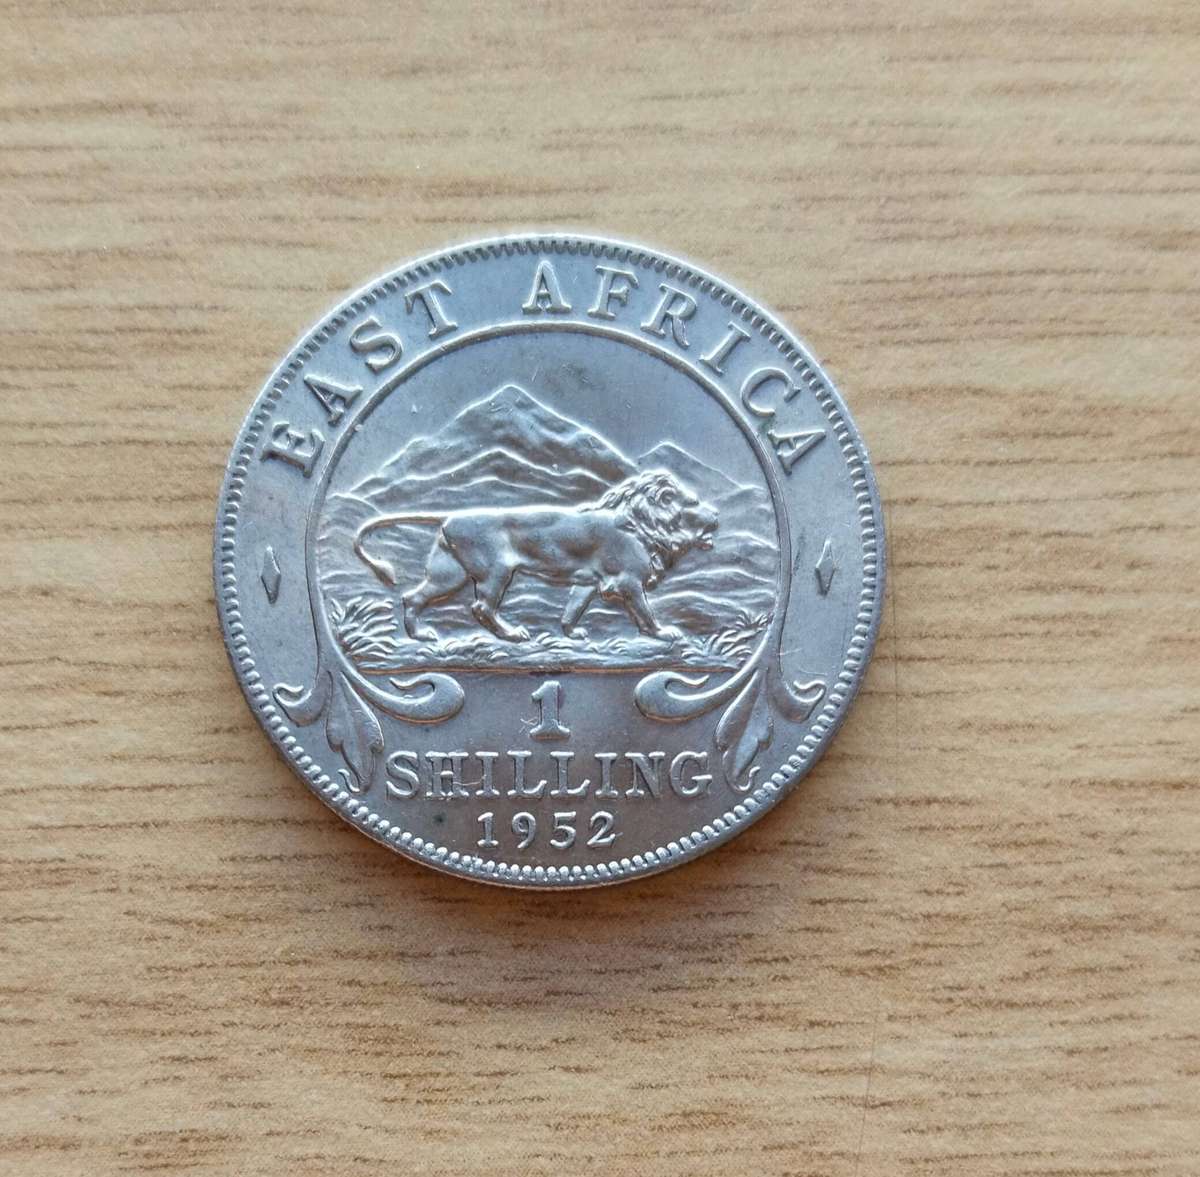 EAST AFRICA
1
SHILLING
1952